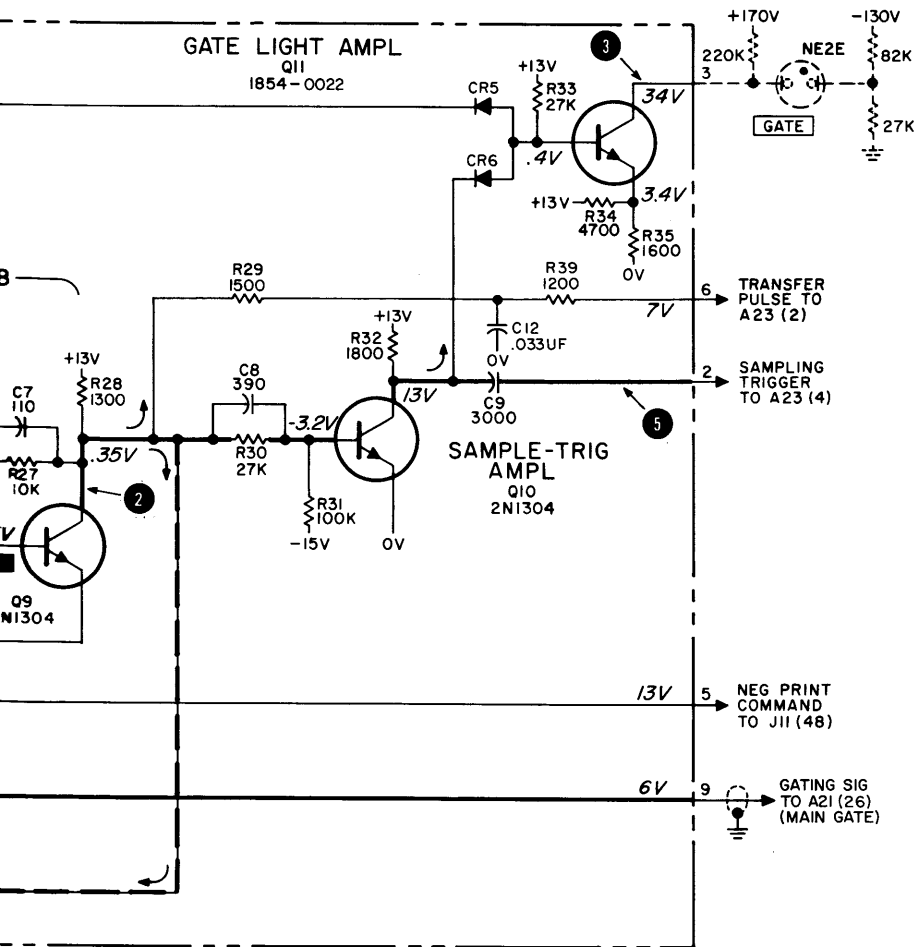 GATE LIGHT AMPL
Q11
1854-0022
3
+170V
-130V
220K
NE2E
82K
3
GATE
27K
CR5
+13V
R33
27K
34V
.4V
CR6
3.4V
+13V
R34
4700
R35
1600
0V
B
R29
1500
R39
1200
7V
6
TRANSFER
PULSE TO
A23 (2)
+13V
R32
1800
C12
.033UF
0V
+13V
R28
1300
C7
110
C8
390
13V
C9
3000
2
SAMPLING
TRIGGER
TO A23 (4)
5
-3.2V
.35V
R30
27K
R27
10K
2
SAMPLE-TRIG
AMPL
Q10
2N1304
R31
100K
-15V
0V
V
Q9
N1304
13V
5
NEG PRINT
COMMAND
TO J11 (48)
6V
9
GATING SIG
TO A21 (26)
(MAIN GATE)